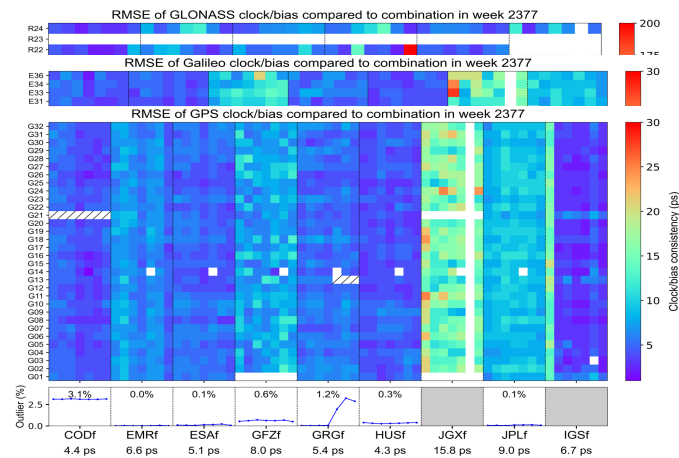 RMSE of GLONASS clock/bias compared to combination in week 2377
R24
R23
R22
200
175
RMSE of Galileo clock/bias compared to combination in week 2377
E36
E34
E33
E31
30
RMSE of GPS clock/bias compared to combination in week 2377
G32
G31
G30
G29
G28
G27
G26
G25
G24
G23
G22
G21
G20
G19
G18
G17
G16
G15
G14
G13
G12
G11
G10
G09
G08
G07
G06
G05
G04
G03
G02
G01
30
25
20
15
10
5
Clock/bias consistency (ps)
Outlier (%)
2.5
0.0
3.1% 0.0% 0.1% 0.6% 1.2% 0.3% 0.1%
CODf EMRf ESAf GFZf GRGf HUSf JGXf JPLf IGSf
4.4 ps 6.6 ps 5.1 ps 8.0 ps 5.4 ps 4.3 ps 15.8 ps 9.0 ps 6.7 ps